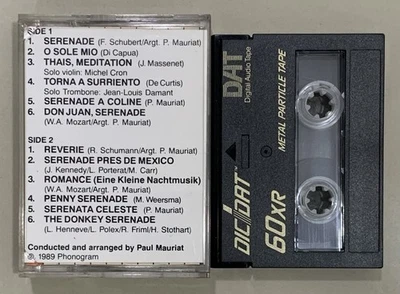 SIDE 1
1. SERENADE (F. Schubert/Argt. P. Mauriat)
2. O SOLE MIO (Di Capua)
3. THAIS, MEDITATION (J. Massenet)
Solo violin: Michel Cron
4. TORNA A SURRIENTO (De Curtis)
Solo Trombone: Jean-Louis Damant
5. SERENADE A COLINE (P. Mauriat)
6. DON JUAN, SERENADE
(W.A. Mozart/Argt. P. Mauriat)
SIDE 2
1. REVERIE (R. Schumann/Argt. P. Mauriat)
2. SERENADE PRES DE MEXICO
(J. Kennedy/L. Porterat/M. Carr)
3. ROMANCE (Eine Kleine Nachtmusik)
(W.A. Mozart/Argt. P. Mauriat)
4. PENNY SERENADE (M. Weersma)
5. SERENATA CELESTE (P. Mauriat)
6. THE DONKEY SERENADE
(L. Henneve/L. Polex/R. Friml/H. Stothart)
Conducted and arranged by Paul Mauriat
℗ 1989 Phonogram
DAT
Digital Audio Tape
METAL PARTICLE TAPE
DIC//DAT
60XR